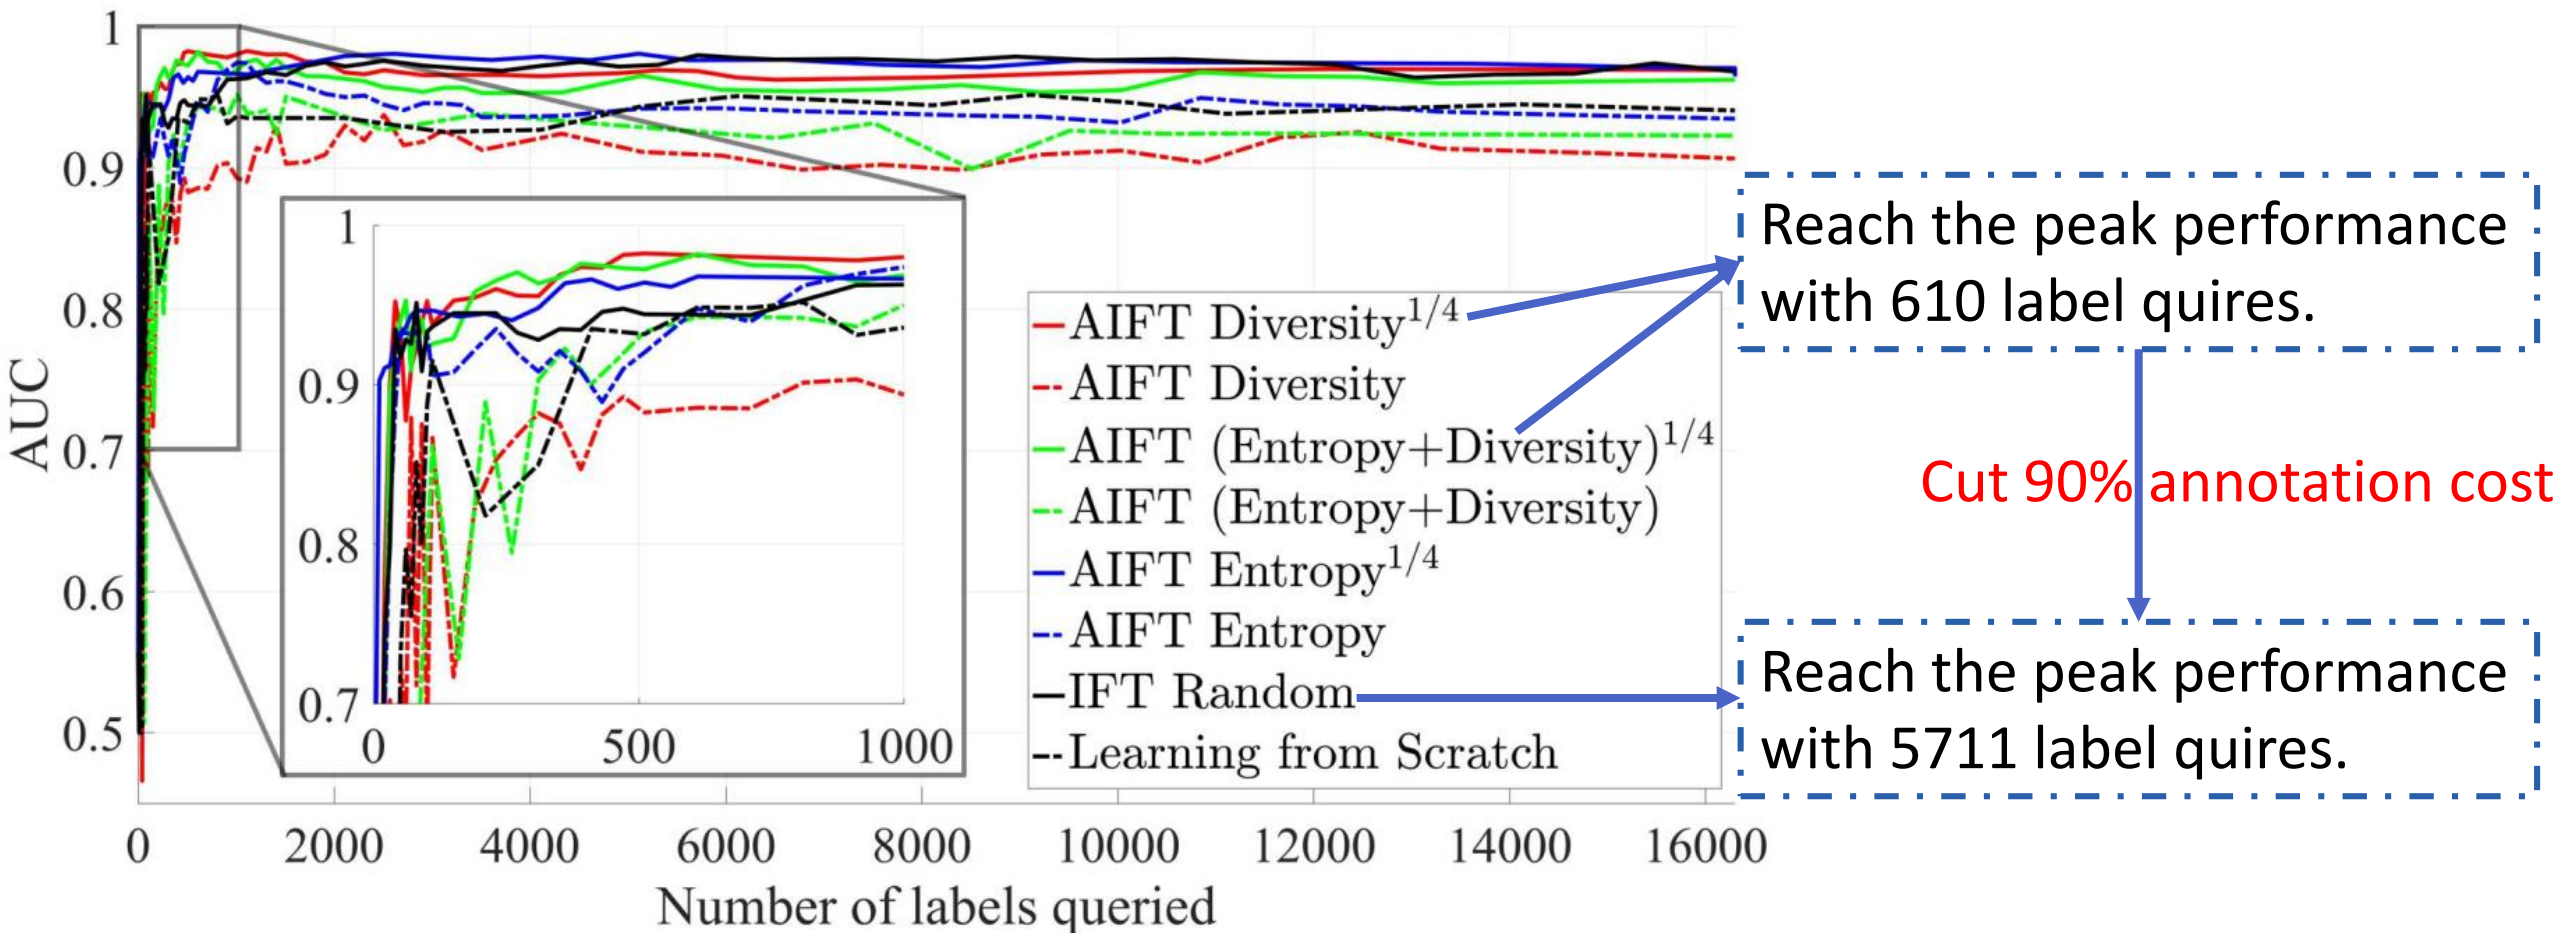 AUC
1
0.9
0.8
0.7
0.6
0.5
0
2000
4000
6000
8000
10000
12000
14000
16000
Number of labels queried
1
0.9
0.8
0.7
0
500
1000
AIFT Diversity^1/4
AIFT Diversity
AIFT (Entropy+Diversity)^1/4
AIFT (Entropy+Diversity)
AIFT Entropy^1/4
AIFT Entropy
IFT Random
Learning from Scratch
Reach the peak performance
with 610 label quires.
Cut 90% annotation cost
Reach the peak performance
with 5711 label quires.